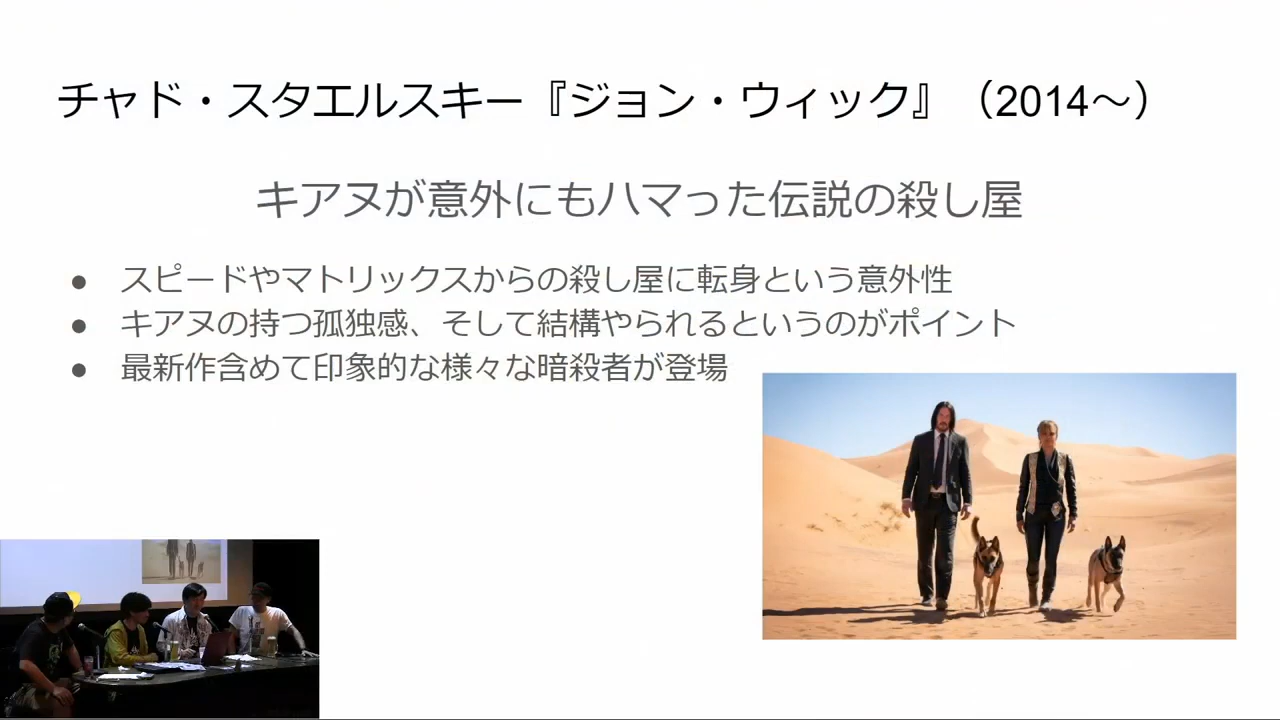 チャド・スタエルスキー『ジョン・ウィック』（2014～）
キアヌが意外にもハマった伝説の殺し屋
● スピードやマトリックスからの殺し屋に転身という意外性
● キアヌの持つ孤独感、そして結構やられるというのがポイント
● 最新作含めて印象的な様々な暗殺者が登場